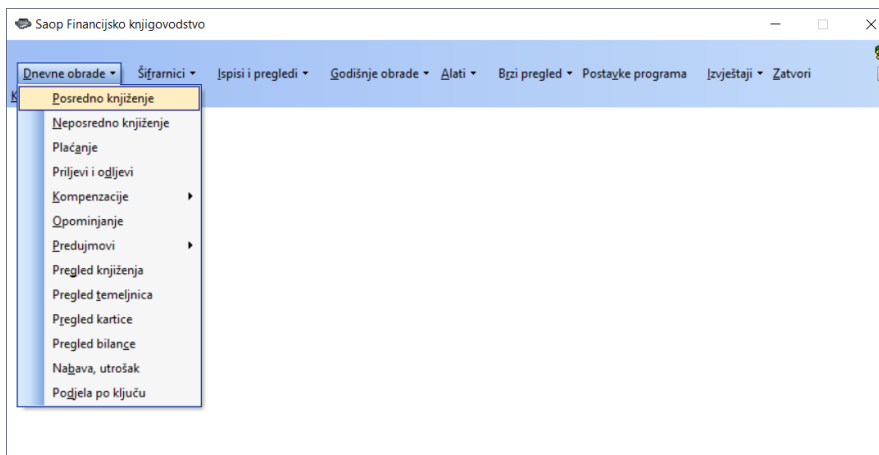 Saop Financijsko knjigovodstvo
Dnevne obrade Šifrarnici Ispisi i pregledi Godišnje obrade Alati Brzi pregled Postavke programa Izvještaji Zatvori
K
Posredno knjiženje
Neposredno knjiženje
Plaćanje
Priljevi i odljevi
Kompenzacije
Opominjanje
Predujmovi
Pregled knjiženja
Pregled temeljnica
Pregled kartice
Pregled bilance
Nabava, utrošak
Podjela po ključu